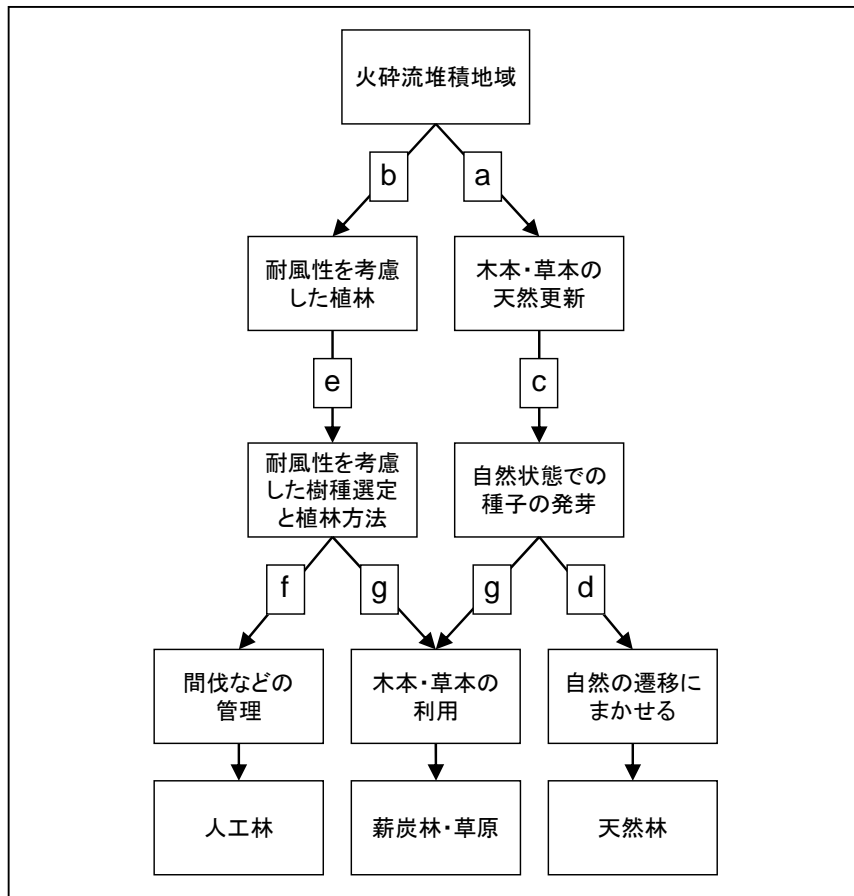 火砕流堆積地域
b
a
耐風性を考慮
した植林
木本・草本の
天然更新
e
c
耐風性を考慮
した樹種選定
と植林方法
自然状態での
種子の発芽
f
g
g
d
間伐などの
管理
木本・草本の
利用
自然の遷移に
まかせる
人工林
薪炭林・草原
天然林